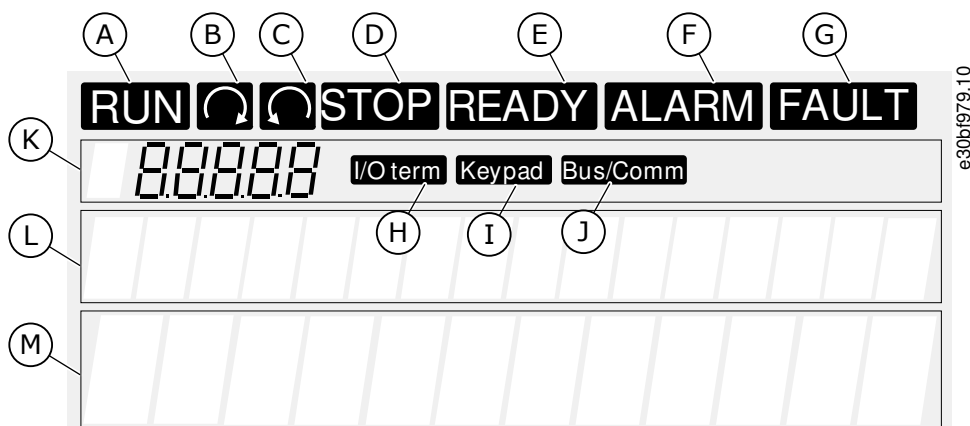 A B C D E F G
RUN STOP READY ALARM FAULT
K
8.8.8.8.8 I/O term Keypad Bus/Comm
H I J
L
M
e30bf979.10